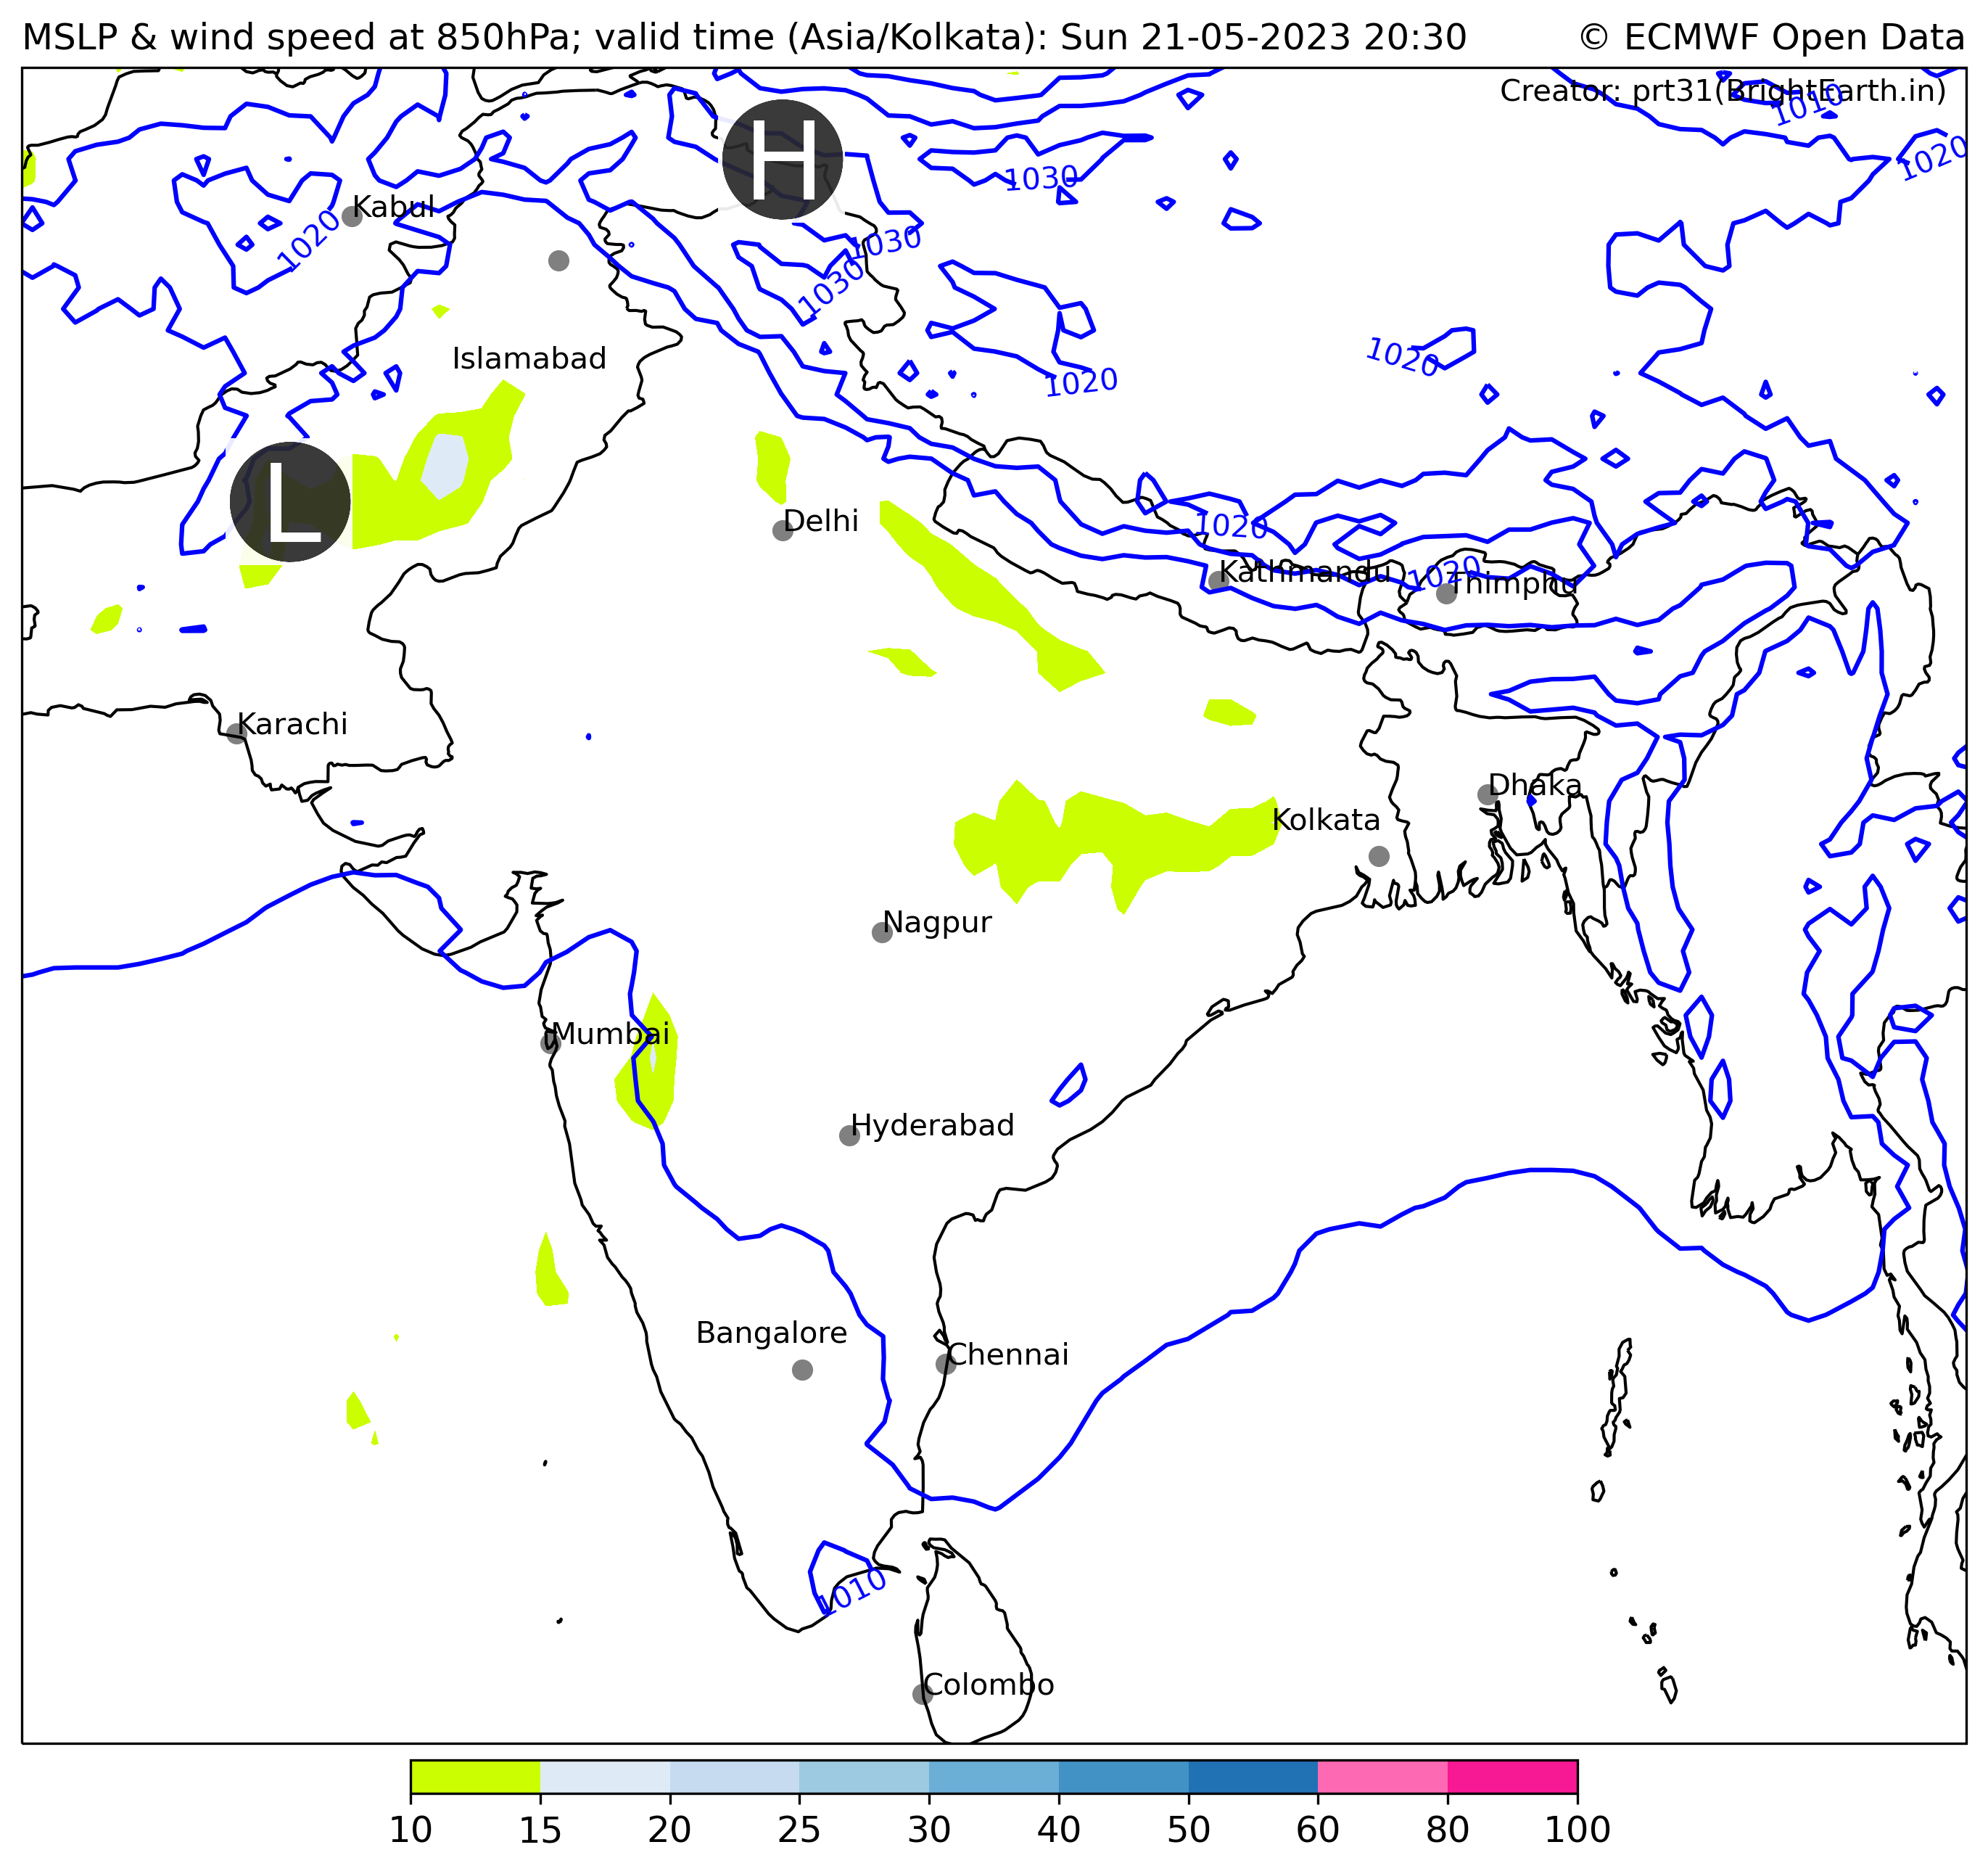 MSLP & wind speed at 850hPa; valid time (Asia/Kolkata): Sun 21-05-2023 20:30
© ECMWF Open Data
Creator: prt31(BrightEarth.in)
1010
1020
H
1030
Kabul
1020
1030
1030
Islamabad
1020
1020
L
Delhi
1020
Kathmandu
1020
Thimphu
Karachi
Dhaka
Kolkata
Nagpur
Mumbai
Hyderabad
Bangalore
Chennai
1010
Colombo
10 15 20 25 30 40 50 60 80 100